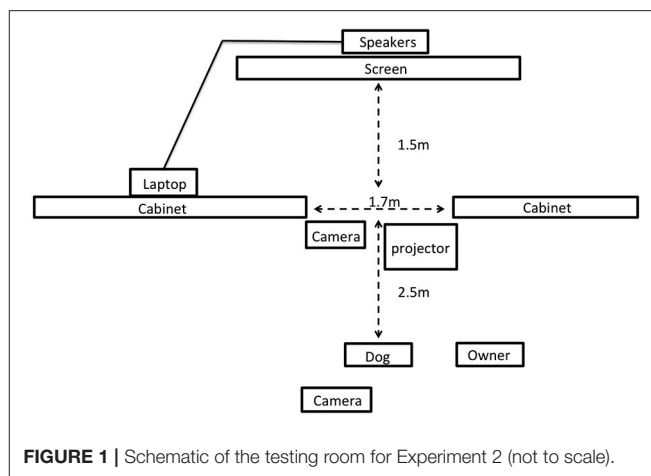 Speakers
Screen
1.5m
Laptop
Cabinet
1.7m
Cabinet
Camera
projector
2.5m
Dog
Owner
Camera
FIGURE 1 | Schematic of the testing room for Experiment 2 (not to scale).